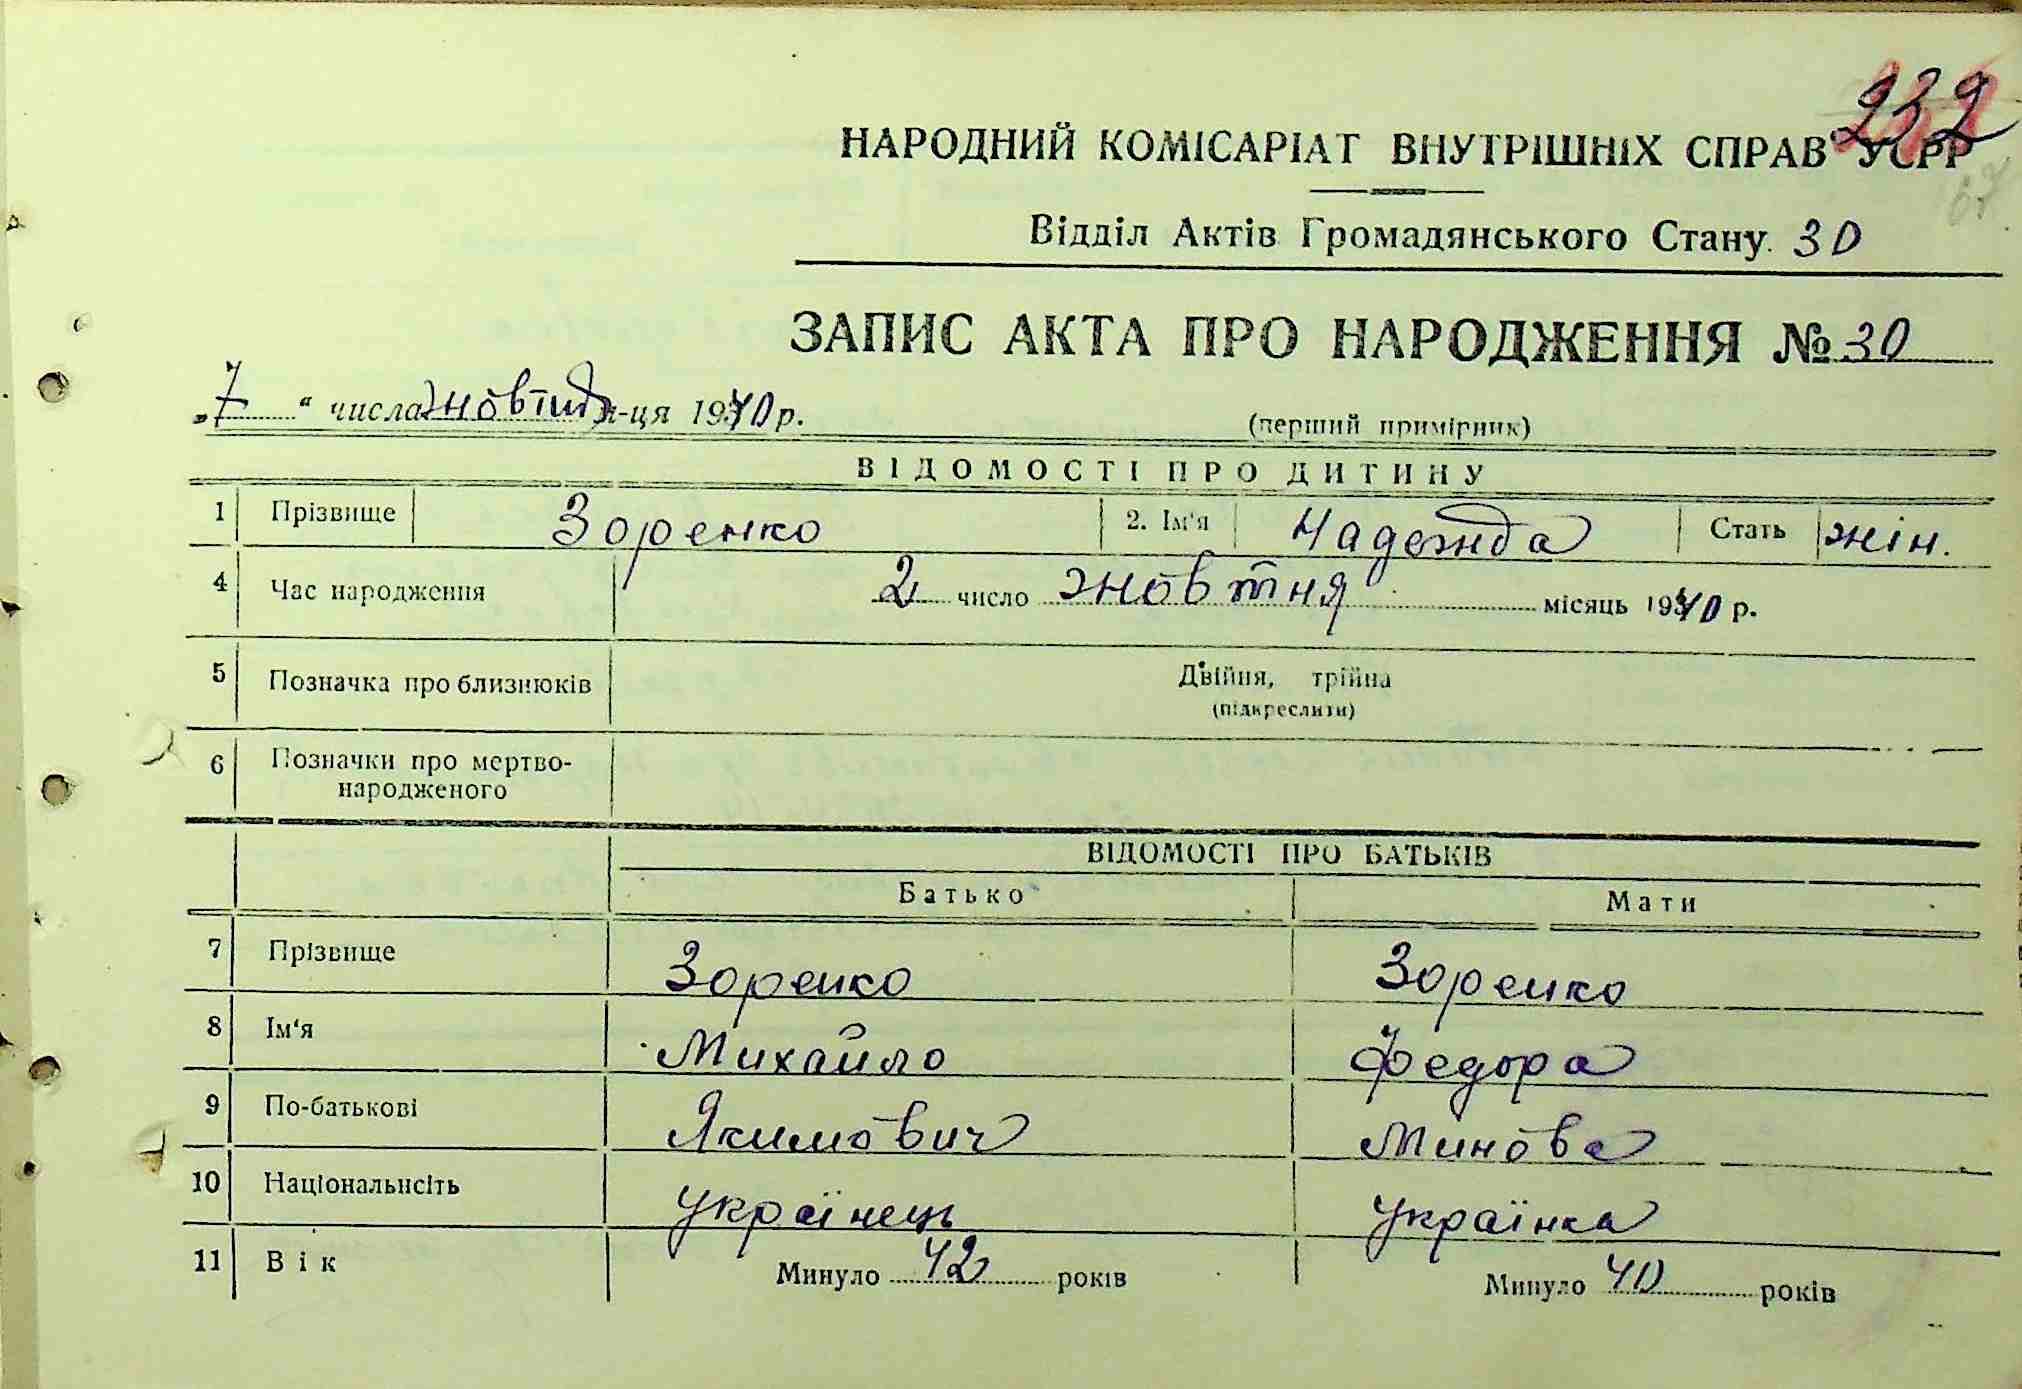 232
НАРОДНИЙ КОМІСАРІАТ ВНУТРІШНІХ СПРАВ УСРР
67
Відділ Актів Громадянського Стану. 30
ЗАПИС АКТА ПРО НАРОДЖЕННЯ № 30
„7“ числа жовтня м-ця 1940 р.
(перший примірник)
ВІДОМОСТІ ПРО ДИТИНУ
1 Прізвище Зоренко 2. Ім'я Надежда Стать жін.
4 Час народження 2 число жовтня місяць 1940 р.
5 Позначка про близнюків Двійня, трійна
(підкреслити)
6 Позначки про мертво-
народженого
ВІДОМОСТІ ПРО БАТЬКІВ
Батько Мати
7 Прізвище Зоренко Зоренко
8 Ім'я Михайло Федора
9 По-батькові Якимович Минова
10 Національність українець українка
11 Вік Минуло 42 років Минуло 40 років